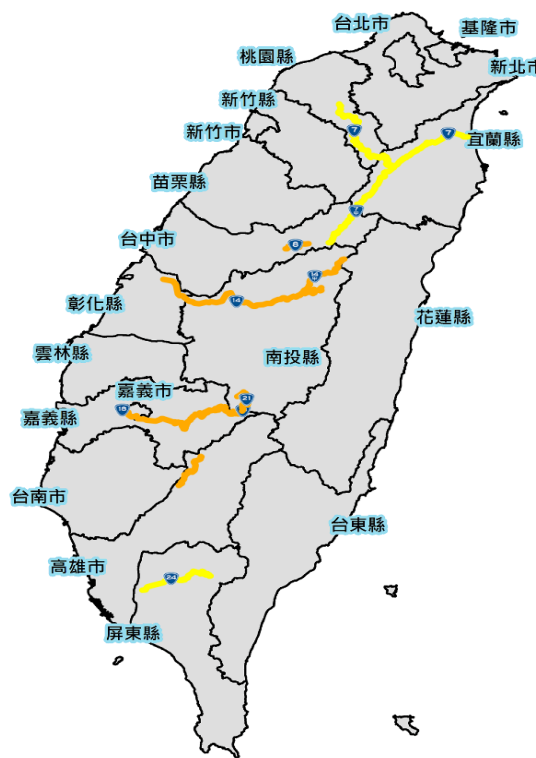 台北市
基隆市
桃園縣
新北市
新竹縣
7
7
宜蘭縣
新竹市
苗栗縣
7
台中市
8
14
彰化縣
14
花蓮縣
雲林縣
南投縣
嘉義市
21
18
嘉義縣
台南市
台東縣
高雄市
24
屏東縣